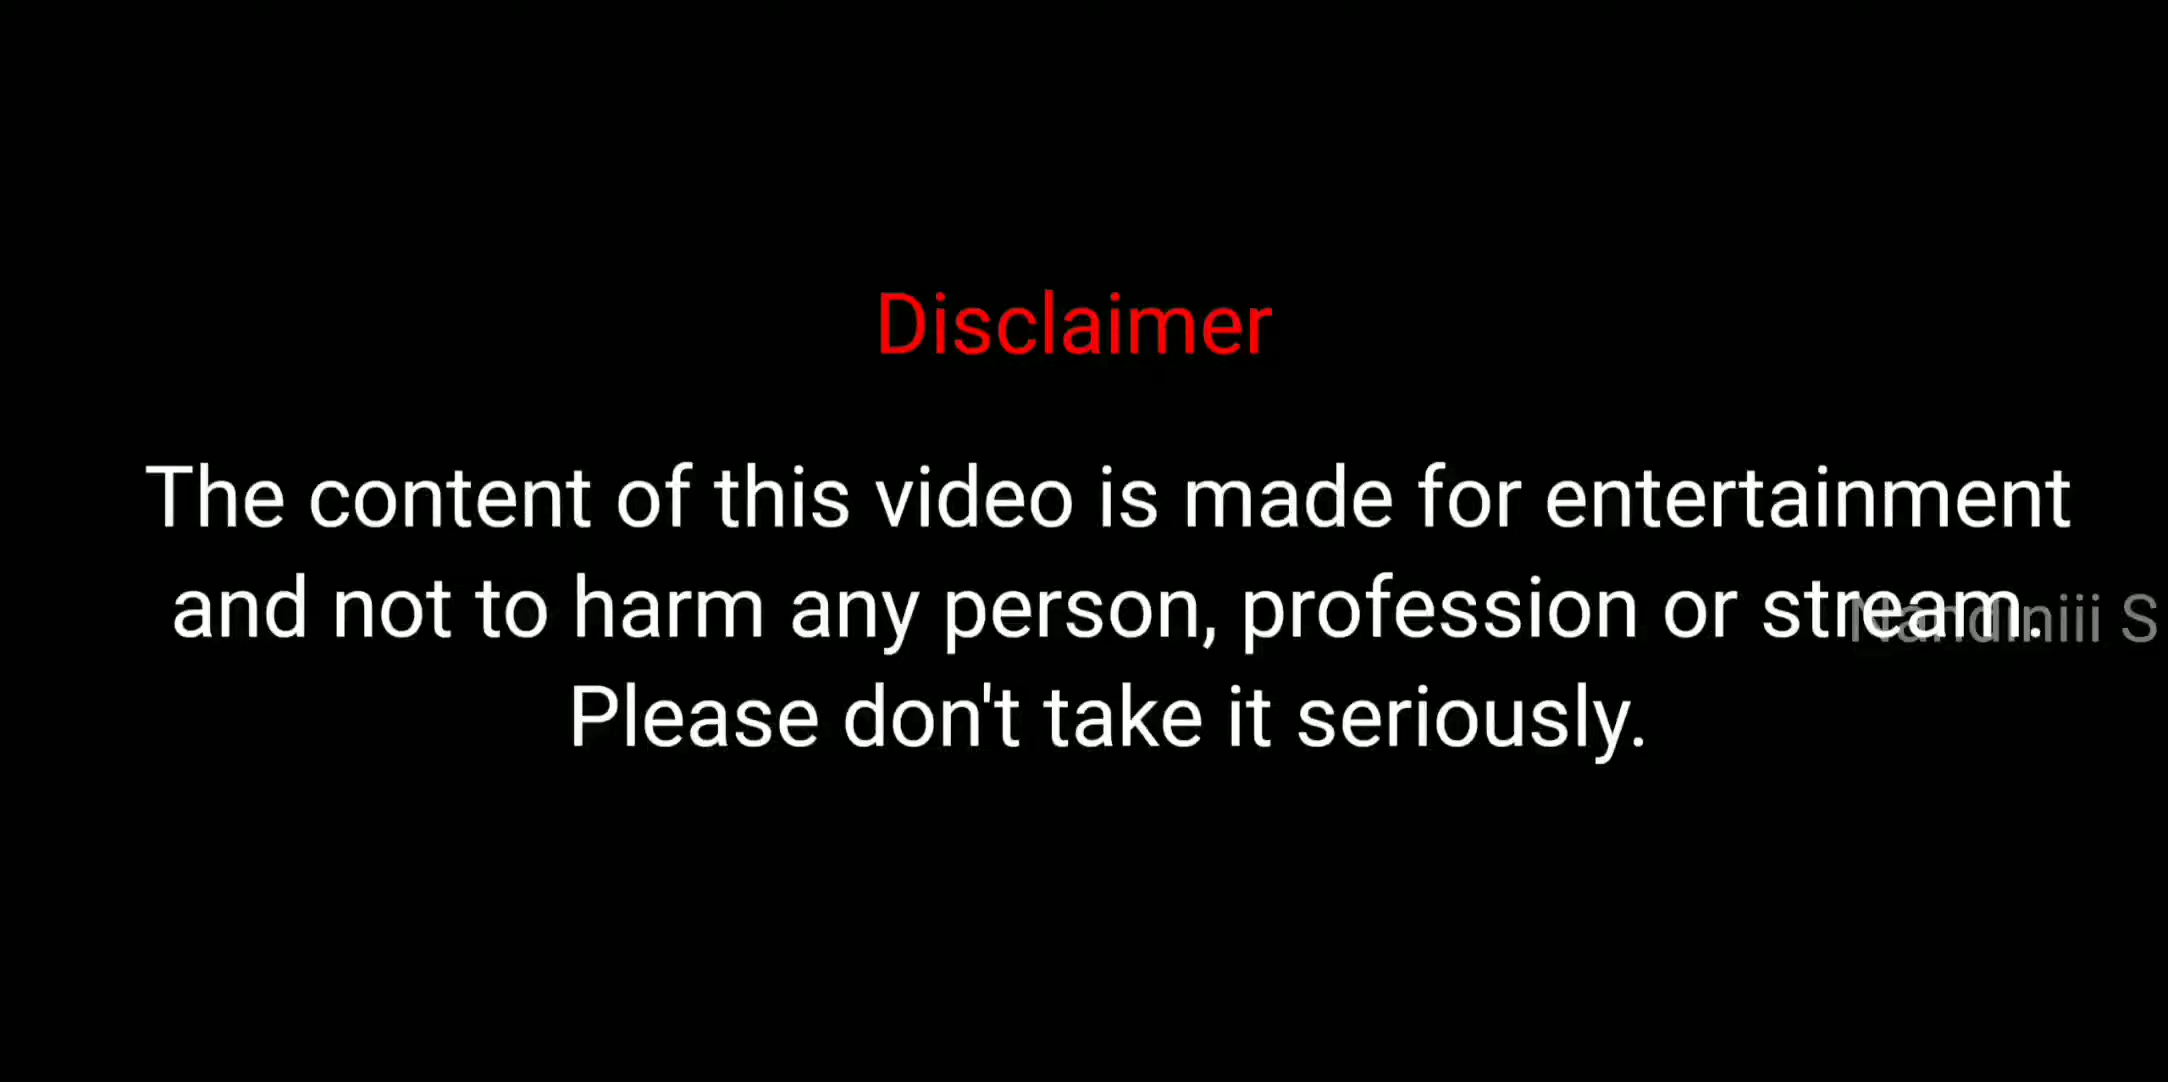 Disclaimer
The content of this video is made for entertainment
and not to harm any person, profession or stream.
Nandiniii S
Please don't take it seriously.